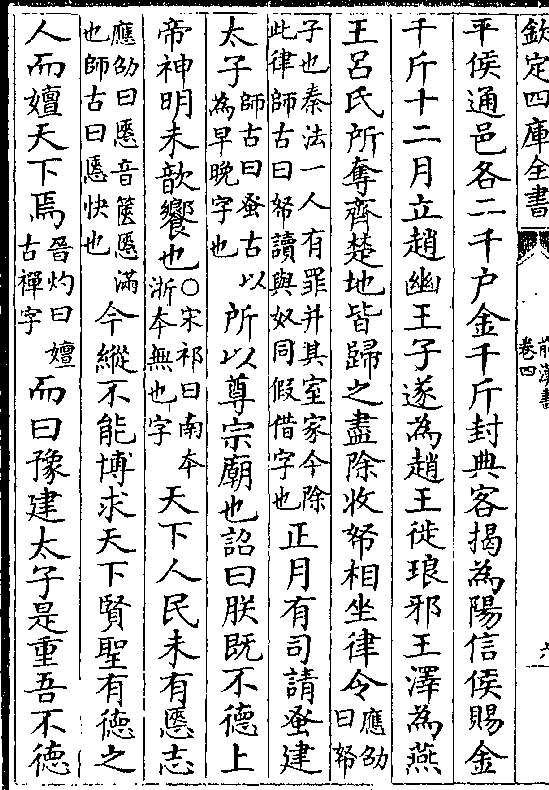 欽定四庫全書
前漢書
卷四
六
平侯通邑各二千户金千斤封典客揭為陽信侯賜金
千斤十二月立趙幽王子遂為趙王徙琅邪王澤為燕
王呂氏所奪齊楚地皆歸之盡除收帑相坐律令應劭曰帑
子也秦法一人有罪并其室家今除此律師古曰帑讀與奴同假借字也正月有司請蚤建
太子師古曰蚤古以為早晚字也所以尊宗廟也詔曰朕既不德上
帝神明未歆饗也○宋祁曰南本浙本無也字天下人民未有慝志
應劭曰慝音篋慝滿也師古曰慝快也今縱不能博求天下賢聖有徳之
人而嬗天下焉晉灼曰嬗古禪字而曰豫建太子是重吾不徳